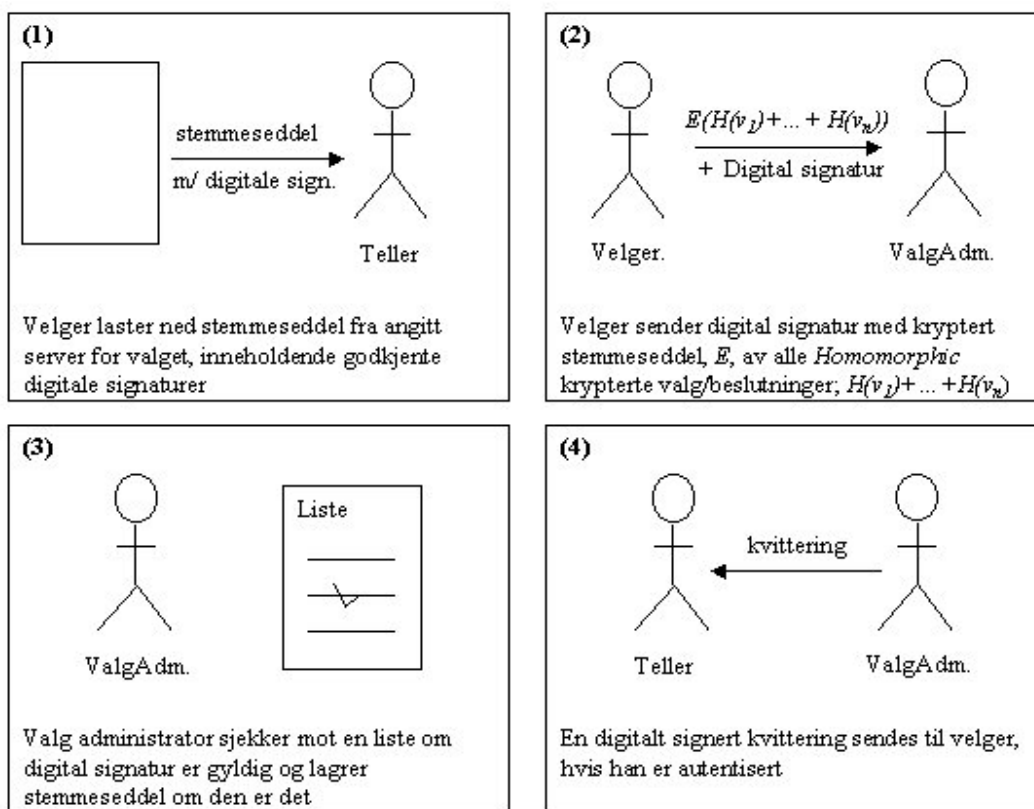 (1)
stemmeseddel
m/ digitale sign.
Teller
Velger laster ned stemmeseddel fra angitt
server for valget, inneholdende godkjente
digitale signaturer
(2)
E(H(v₁)+... + H(vₙ))
+ Digital signatur
Velger.
ValgAdm.
Velger sender digital signatur med kryptert
stemmeseddel, E, av alle Homomorphic
krypterte valg/beslutninger; H(v₁)+ ... +H(vₙ)
(3)
Liste
ValgAdm.
Valg administrator sjekker mot en liste om
digital signatur er gyldig og lagrer
stemmeseddel om den er det
(4)
kvittering
Teller
ValgAdm.
En digitalt signert kvittering sendes til velger,
hvis han er autentisert